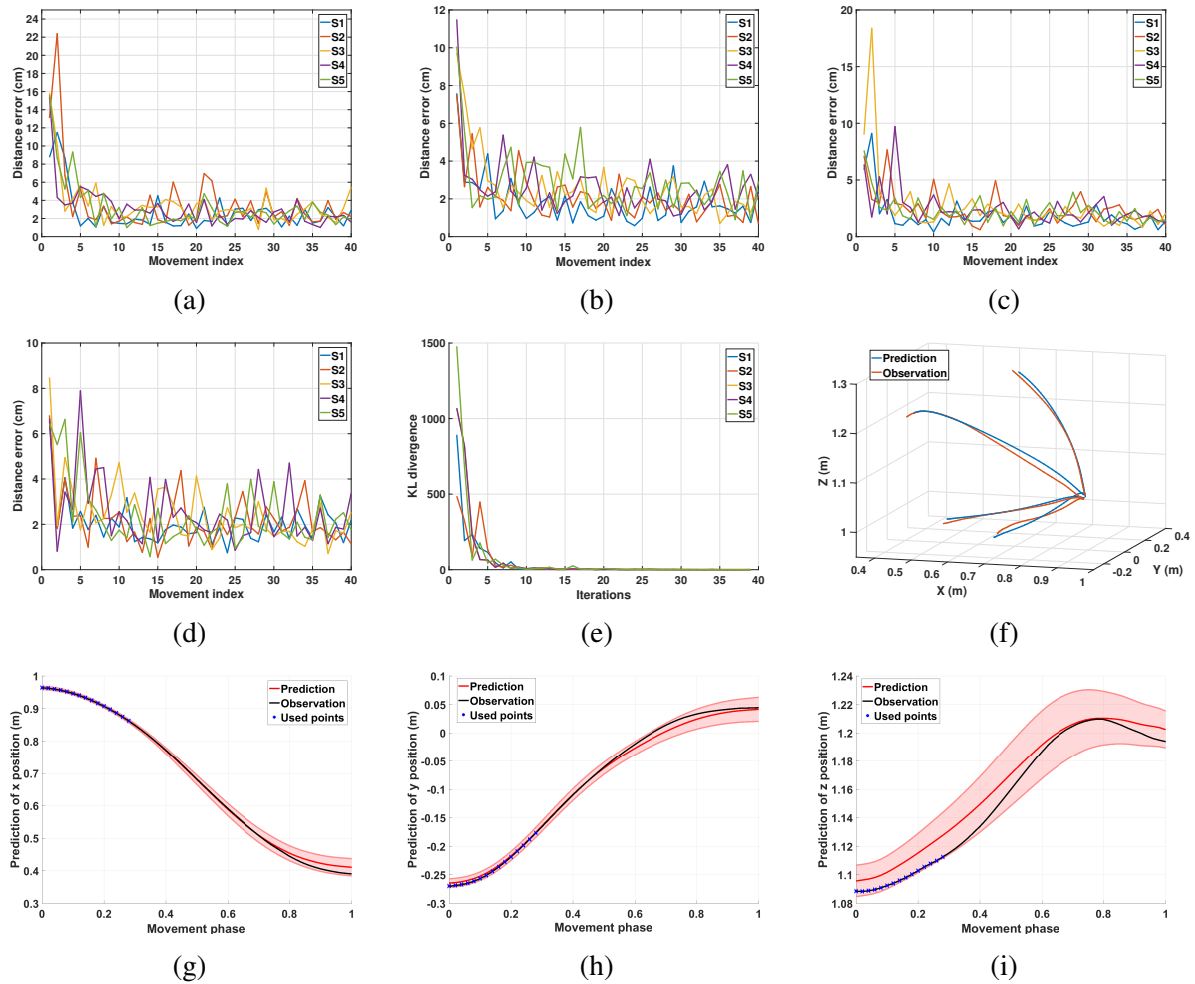 24
22
20
18
16
14
12
10
8
6
4
2
0
Distance error (cm)
0 5 10 15 20 25 30 35 40
Movement index
S1
S2
S3
S4
S5
(a)
12
10
8
6
4
2
0
Distance error (cm)
0 5 10 15 20 25 30 35 40
Movement index
S1
S2
S3
S4
S5
(b)
20
15
10
5
0
Distance error (cm)
0 5 10 15 20 25 30 35 40
Movement index
S1
S2
S3
S4
S5
(c)
10
8
6
4
2
0
Distance error (cm)
0 5 10 15 20 25 30 35 40
Movement index
S1
S2
S3
S4
S5
(d)
1500
1000
500
0
KL divergence
0 5 10 15 20 25 30 35 40
Iterations
S1
S2
S3
S4
S5
(e)
Prediction
Observation
1.3
1.2
1.1
1
Z (m)
0.4 0.5 0.6 0.7 0.8 0.9 1
X (m)
-0.2 0 0.2 0.4
Y (m)
(f)
1
0.9
0.8
0.7
0.6
0.5
0.4
0.3
Prediction of x position (m)
0 0.2 0.4 0.6 0.8 1
Movement phase
Prediction
Observation
Used points
(g)
0.1
0.05
0
-0.05
-0.1
-0.15
-0.2
-0.25
-0.3
Prediction of y position (m)
0 0.2 0.4 0.6 0.8 1
Movement phase
Prediction
Observation
Used points
(h)
1.24
1.22
1.2
1.18
1.16
1.14
1.12
1.1
1.08
Prediction of z position (m)
0 0.2 0.4 0.6 0.8 1
Movement phase
Prediction
Observation
Used points
(i)